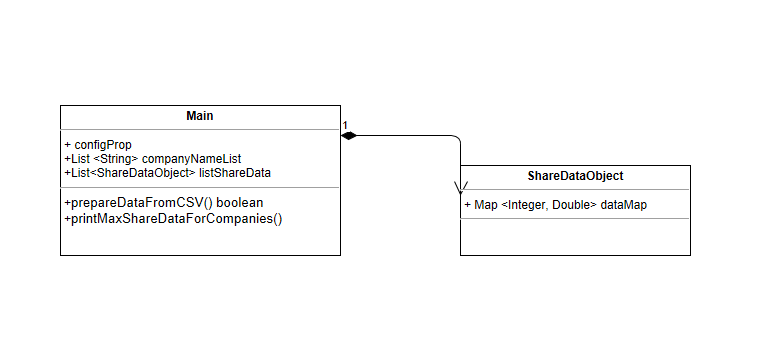 Main
1
+ configProp
+List <String> companyNameList
+List<ShareDataObject> listShareData
+prepareDataFromCSV() boolean
+printMaxShareDataForCompanies()
ShareDataObject
+ Map <Integer, Double> dataMap